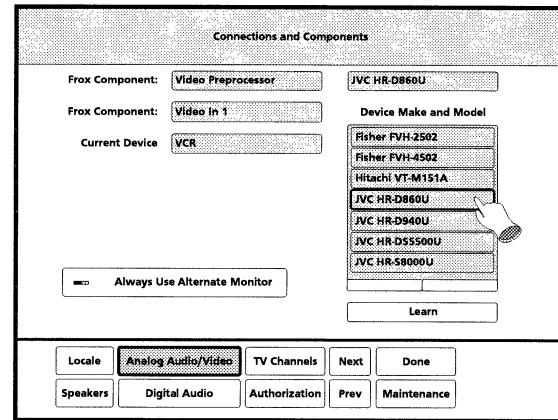 Connections and Components
Frox Component: Video Preprocessor JVC HR-D860U
Frox Component: Video In 1 Device Make and Model
Current Device VCR
Fisher FVH-2502
Fisher FVH-4502
Hitachi VT-M151A
JVC HR-D860U
JVC HR-D940U
JVC HR-DS5500U
JVC HR-S8000U
Always Use Alternate Monitor
Learn
Locale Analog Audio/Video TV Channels Next Done
Speakers Digital Audio Authorization Prev Maintenance